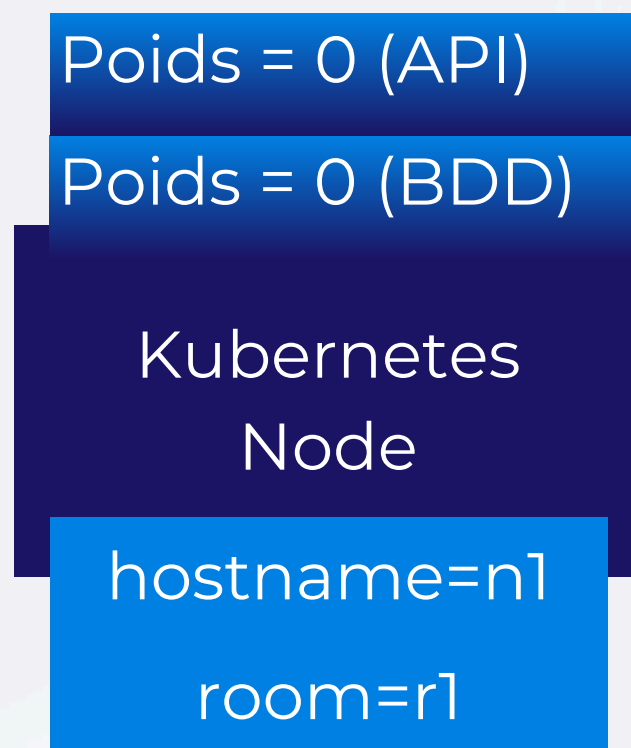 Poids = 0 (API)
Poids = 0 (BDD)
Kubernetes
Node
hostname=n1
room=r1